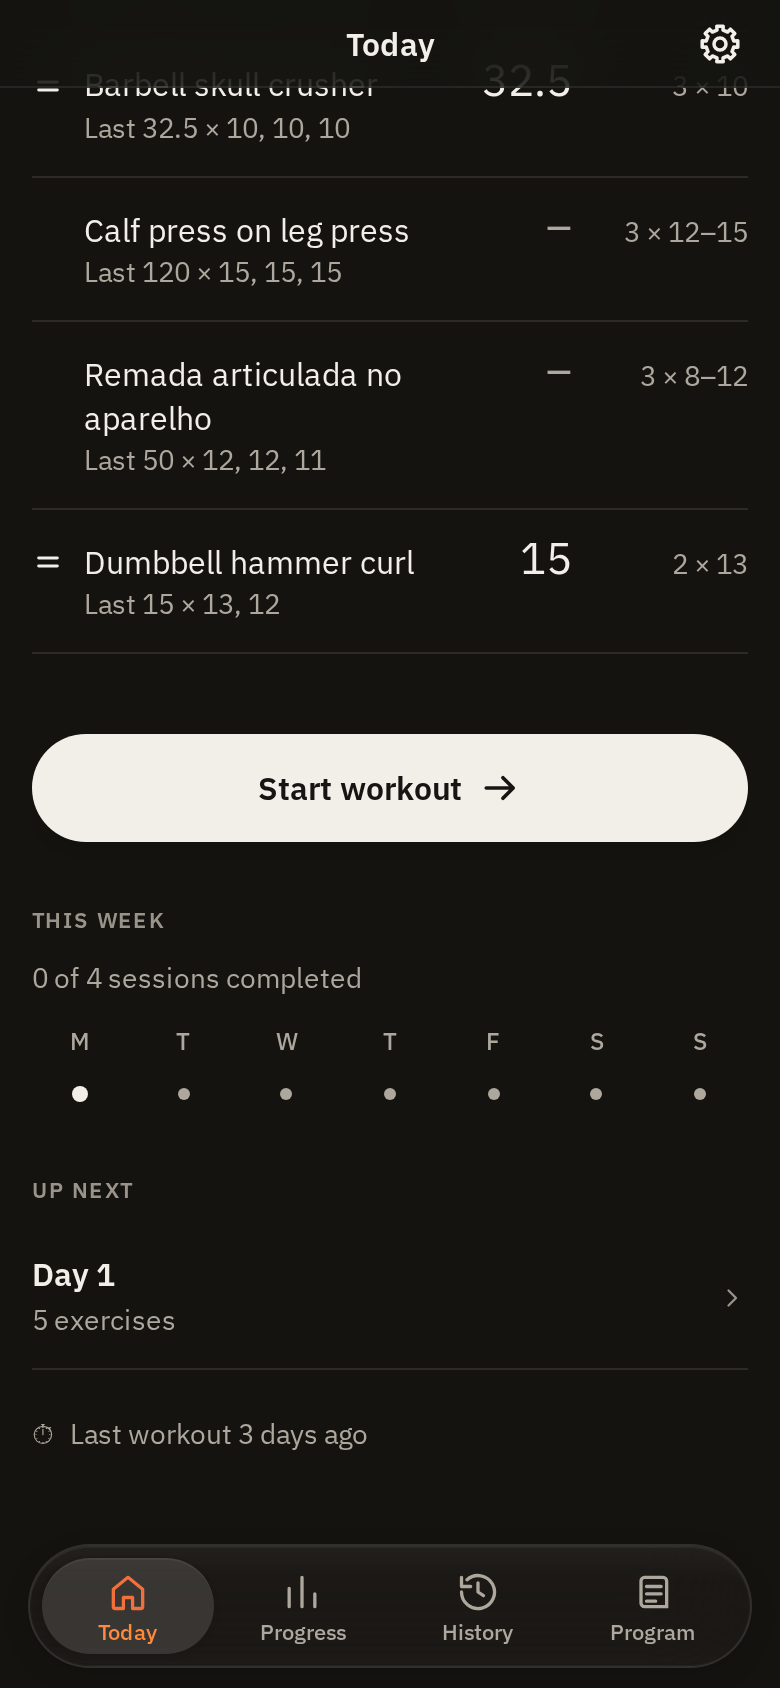 Today
Barbell skull crusher 32.5 3 × 10
Last 32.5 × 10, 10, 10
Calf press on leg press – 3 × 12–15
Last 120 × 15, 15, 15
Remada articulada no – 3 × 8–12
aparelho
Last 50 × 12, 12, 11
= Dumbbell hammer curl 15 2 × 13
Last 15 × 13, 12
Start workout →
THIS WEEK
0 of 4 sessions completed
M T W T F S S
UP NEXT
Day 1
5 exercises
Last workout 3 days ago
Today Progress History Program